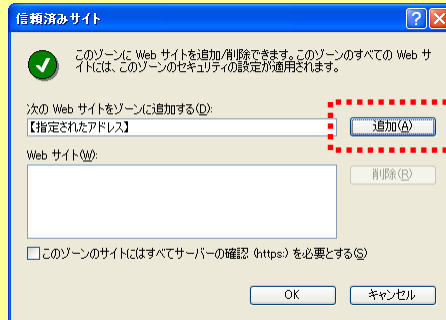 信頼済みサイト
このゾーンに Web サイトを追加/削除できます。このゾーンのすべての Web サ
イトには、このゾーンのセキュリティの設定が適用されます。
次の Web サイトをゾーンに追加する(D):
【指定されたアドレス】
追加(A)
Web サイト(W):
削除(R)
このゾーンのサイトにはすべてサーバーの確認 (https:) を必要とする(S)
OK
キャンセル